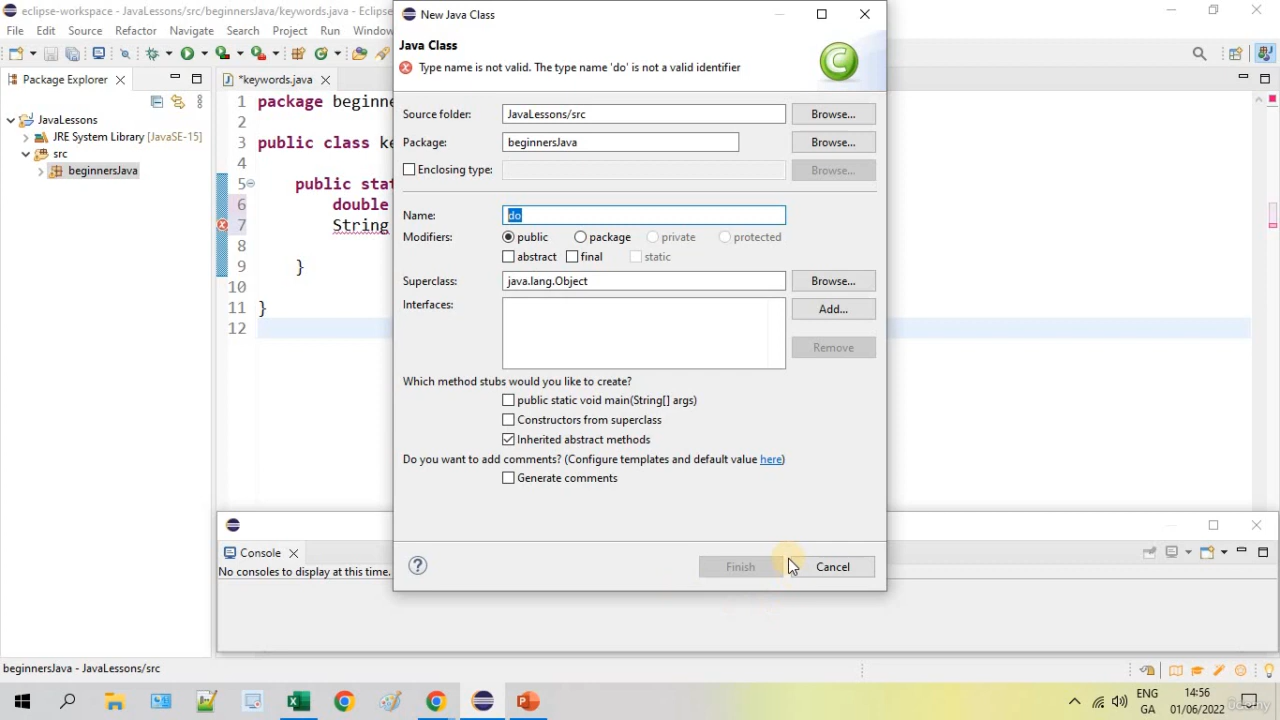 eclipse-workspace - JavaLessons/src/beginnersJava/keywords.java - Eclipse
File Edit Source Refactor Navigate Search Project Run Window
Package Explorer
JavaLessons
JRE System Library [JavaSE-15]
src
beginnersJava
*keywords.java
1 package beginners
2
3 public class ke
4
5 public stat
6 double
7 String
8
9 }
10
11 }
12
New Java Class
Java Class
Type name is not valid. The type name 'do' is not a valid identifier
Source folder: JavaLessons/src Browse...
Package: beginnersJava Browse...
Enclosing type: Browse...
Name: do
Modifiers: public package private protected
abstract final static
Superclass: java.lang.Object Browse...
Interfaces: Add...
Remove
Which method stubs would you like to create?
public static void main(String[] args)
Constructors from superclass
Inherited abstract methods
Do you want to add comments? (Configure templates and default value here)
Generate comments
Finish Cancel
Console
No consoles to display at this time.
beginnersJava - JavaLessons/src
ENG
GA
14:56
01/06/2022
Udemy